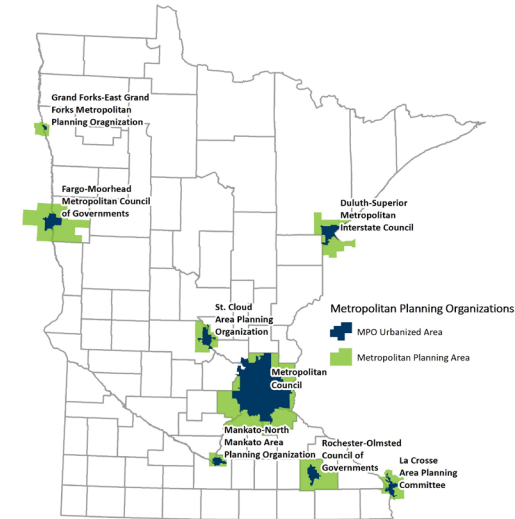 Grand Forks-East Grand
Forks Metropolitan
Planning Oragnization
Fargo-Moorhead
Metropolitan Council
of Governments
Duluth-Superior
Metropolitan
Interstate Council
St. Cloud
Area Planning
Organization
Metropolitan Planning Organizations
MPO Urbanized Area
Metropolitan Planning Area
Metropolitan
Council
Mankato-North
Mankato Area
Planning Organization
Rochester-Olmsted
Council of
Governments
La Crosse
Area Planning
Committee